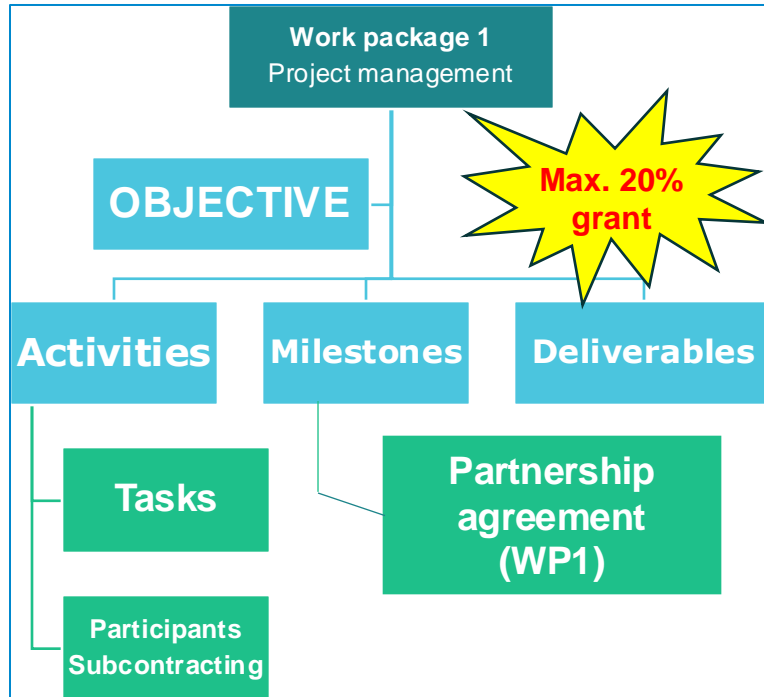 Work package 1
Project management
Max. 20%
grant
OBJECTIVE
Activities
Milestones
Deliverables
Tasks
Partnership
agreement
(WP1)
Participants
Subcontracting